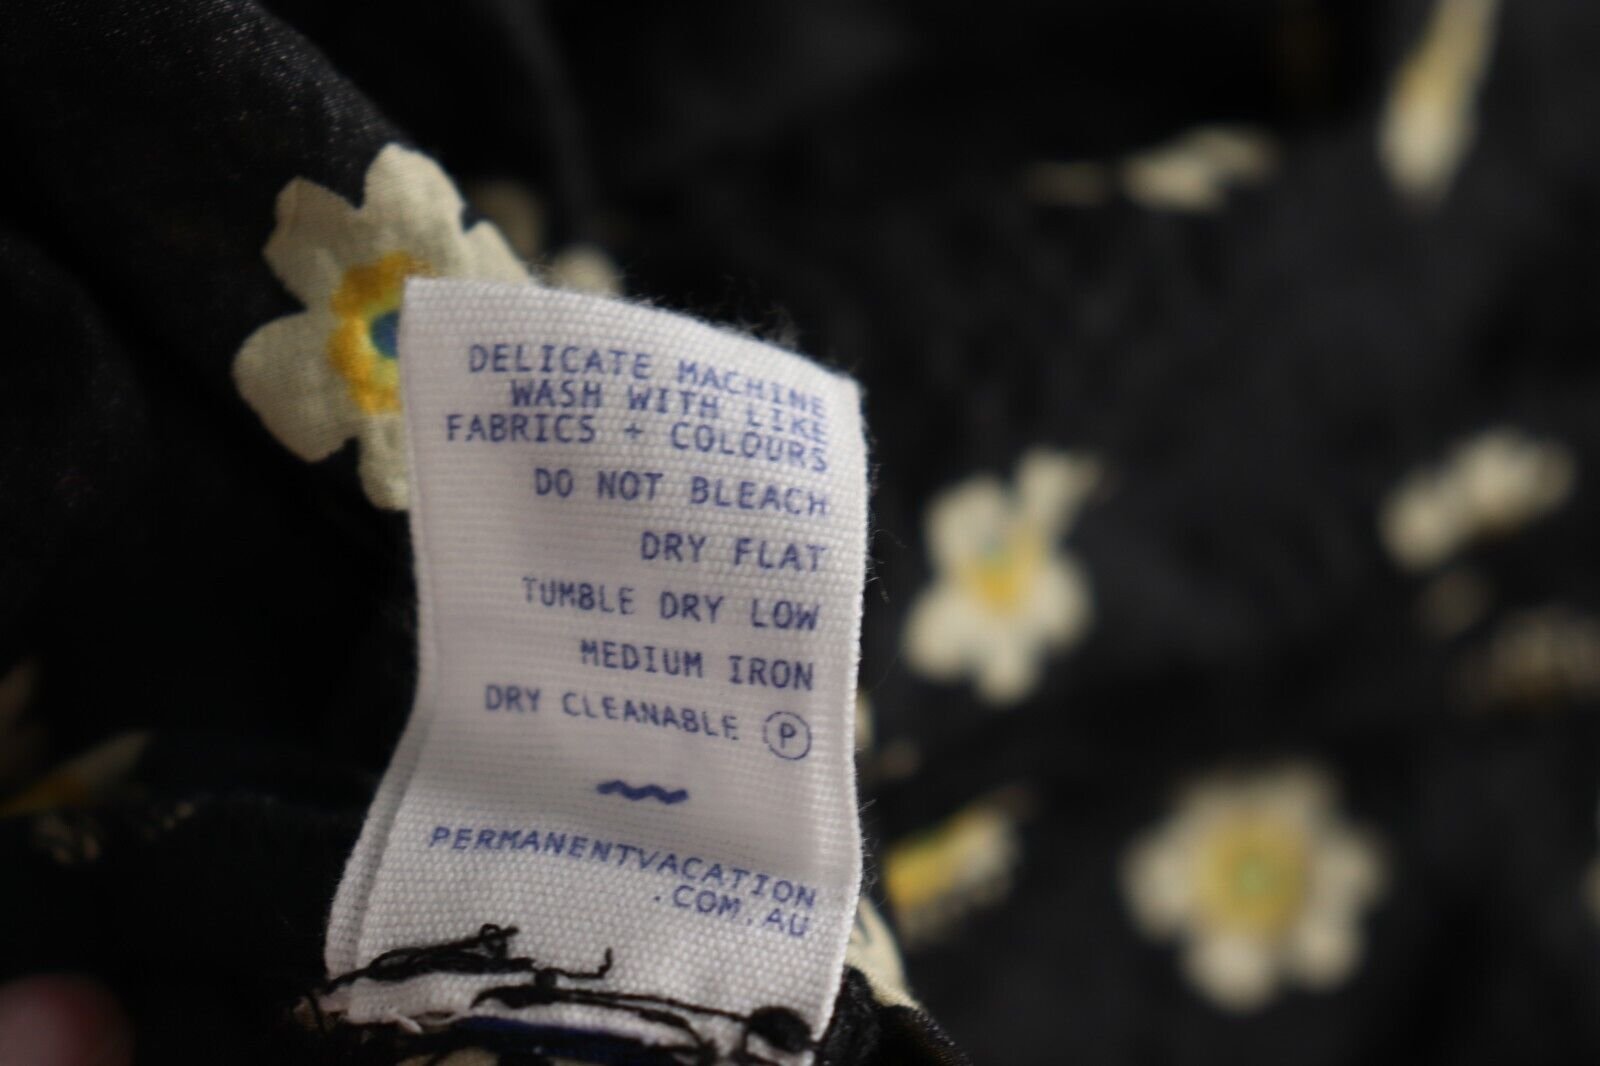 DELICATE MACHINE
WASH WITH LIKE
FABRICS + COLOURS
DO NOT BLEACH
DRY FLAT
TUMBLE DRY LOW
MEDIUM IRON
DRY CLEANABLE P
PERMANENTVACATION
.COM.AU